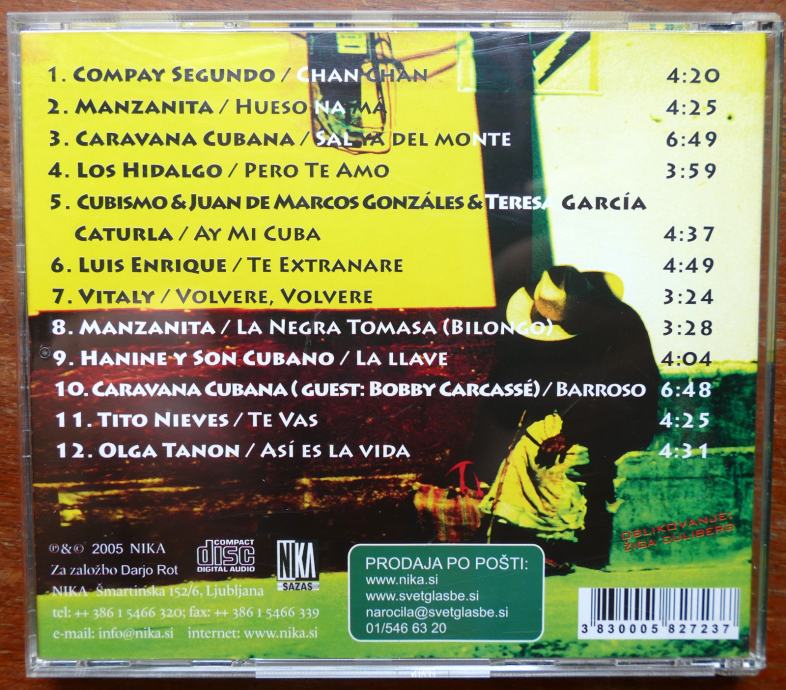 1. COMPAY SEGUNDO / CHAN CHAN 4:20
2. MANZANITA / HUESO NA MÁ 4:25
3. CARAVANA CUBANA / SAL YA DEL MONTE 6:49
4. LOS HIDALGO / PERO TE AMO 3:59
5. CUBISMO & JUAN DE MARCOS GONZÁLES & TERESA GARCÍA
CATURLA / AY MI CUBA 4:37
6. LUIS ENRIQUE / TE EXTRANARE 4:49
7. VITALY / VOLVERE, VOLVERE 3:24
8. MANZANITA / LA NEGRA TOMASA (BILONGO) 3:28
9. HANINE Y SON CUBANO / LA LLAVE 4:04
10. CARAVANA CUBANA ( GUEST: BOBBY CARCASSÉ) / BARROSO 6:48
11. TITO NIEVES / TE VAS 4:25
12. OLGA TANON / ASÍ ES LA VIDA 4:31
OBLIKOVANJE:
ŽIGA CULIBERG
℗ & © 2005 NIKA
Za založbo Darjo Rot
NIKA Šmartinska 152/6, Ljubljana
tel: ++ 386 1 5466 320; fax: ++ 386 1 5466 339
e-mail: info@nika.si internet: www.nika.si
COMPACT
disc
DIGITAL AUDIO
NIKA
SAZAS
PRODAJA PO POŠTI:
www.nika.si
www.svetglasbe.si
narocila@svetglasbe.si
01/546 63 20
3 830005 827237